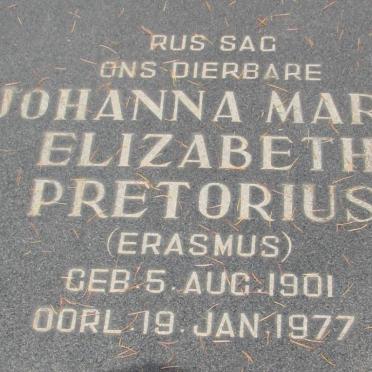 RUS SAG
ONS DIERBARE
JOHANNA MAR
ELIZABETH
PRETORIUS
(ERASMUS)
GEB. 5. AUG. 1901
OORL. 19. JAN. 1977